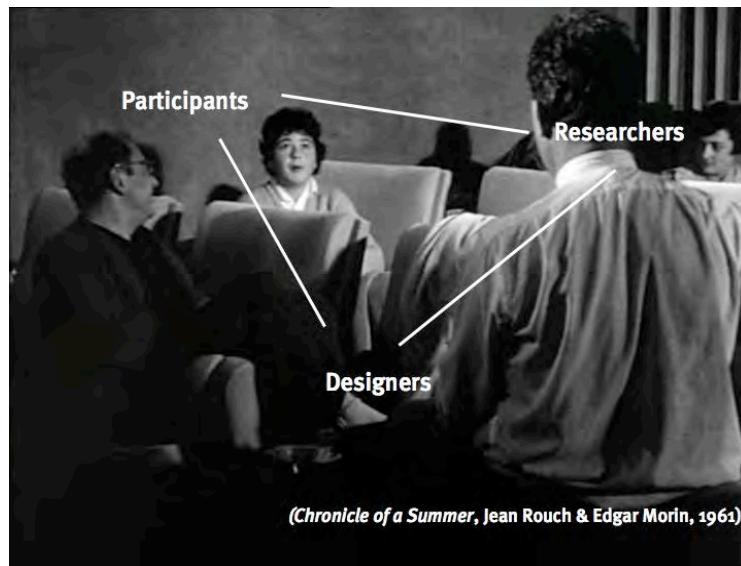 Participants
Researchers
Designers
(Chronicle of a Summer, Jean Rouch & Edgar Morin, 1961)